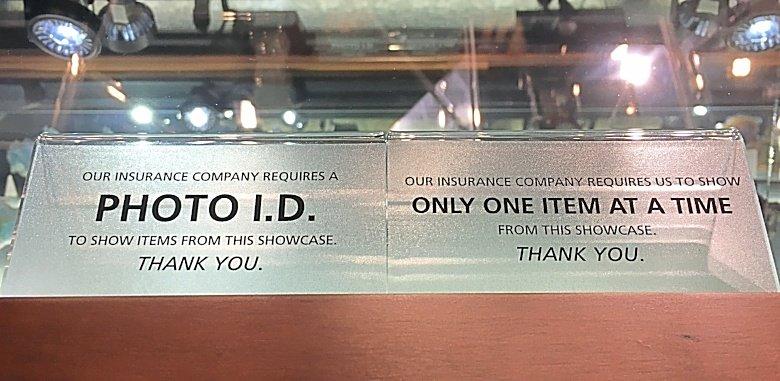 OUR INSURANCE COMPANY REQUIRES A
PHOTO I.D.
TO SHOW ITEMS FROM THIS SHOWCASE.
THANK YOU.
OUR INSURANCE COMPANY REQUIRES US TO SHOW
ONLY ONE ITEM AT A TIME
FROM THIS SHOWCASE.
THANK YOU.